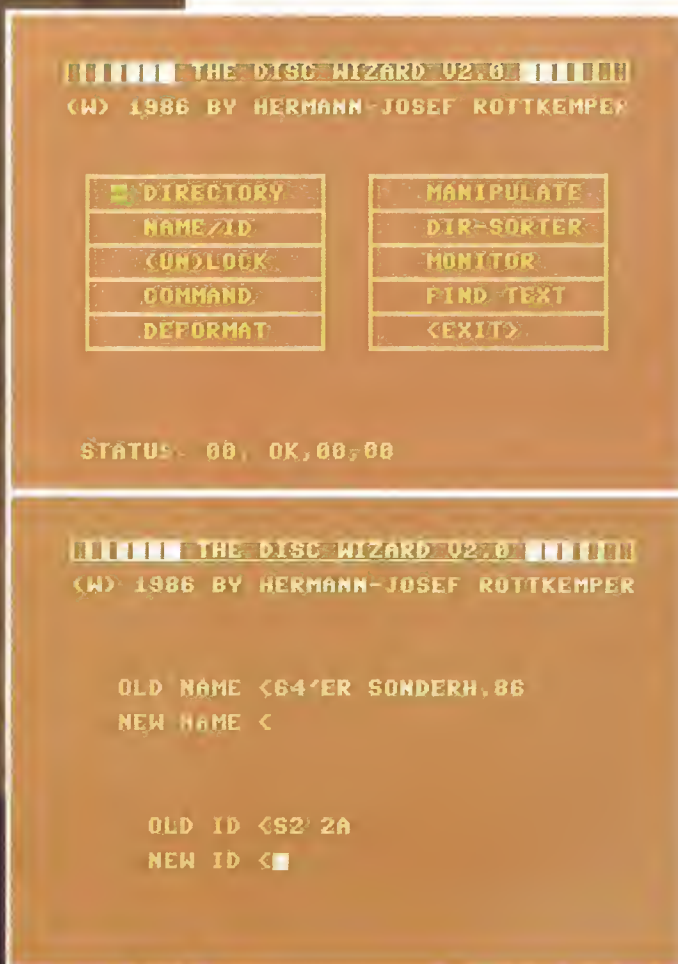 THE DISC WIZARD V2.0
(W) 1986 BY HERMANN-JOSEF ROTTKEMPER
DIRECTORY
MANIPULATE
NAME/ID
DIR-SORTER
(UN)LOCK
MONITOR
COMMAND
FIND TEXT
DEFORMAT
<EXIT>
STATUS- 00, OK,00,00
THE DISC WIZARD V2.0
(W) 1986 BY HERMANN-JOSEF ROTTKEMPER
OLD NAME <64'ER SONDERH.86
NEW NAME <
OLD ID <S2 2A
NEW ID <